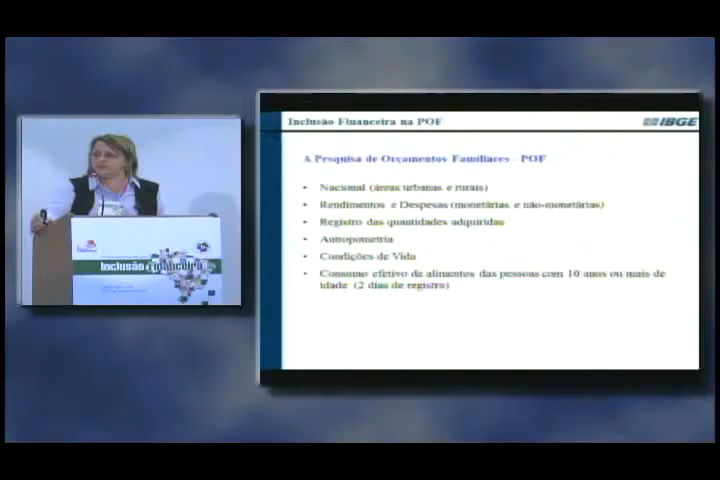 Inclusão Financeira na POF
IBGE
A Pesquisa de Orçamentos Familiares - POF
• Nacional (áreas urbanas e rurais)
• Rendimentos e Despesas (monetárias e não-monetárias)
• Registro das quantidades adquiridas
• Antropometria
• Condições de Vida
• Consumo efetivo de alimentos das pessoas com 10 anos ou mais de
idade (2 dias de registro)
Inclusão Financeira